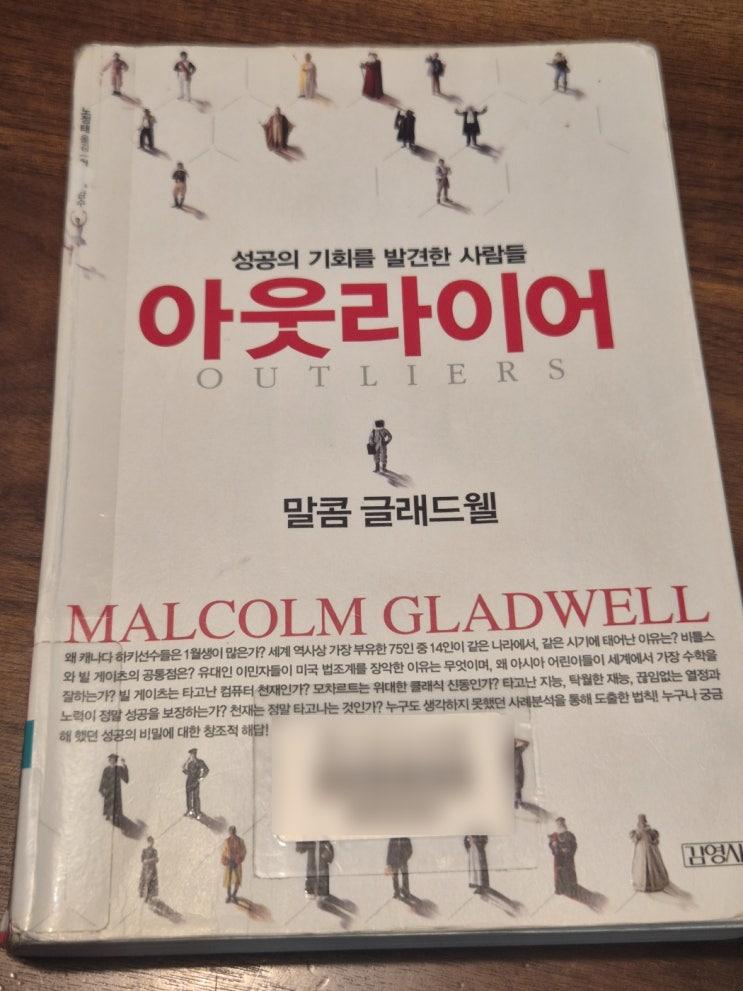 노정태 옮김
성공의 기회를 발견한 사람들
아웃라이어
OUTLIERS
말콤 글래드웰
MALCOLM GLADWELL
왜 캐나다 하키선수들은 1월생이 많은가? 세계 역사상 가장 부유한 75인 중 14인이 같은 나라에서, 같은 시기에 태어난 이유는? 비틀스
와 빌 게이츠의 공통점은? 유대인 이민자들이 미국 법조계를 장악한 이유는 무엇이며, 왜 아시아 어린이들이 세계에서 가장 수학을
잘하는가? 빌 게이츠는 타고난 컴퓨터 천재인가? 모차르트는 위대한 클래식 신동인가? 타고난 지능, 탁월한 재능, 끊임없는 열정과
노력이 정말 성공을 보장하는가? 천재는 정말 타고나는 것인가? 누구도 생각하지 못했던 사례분석을 통해 도출한 법칙! 누구나 궁금
해 했던 성공의 비밀에 대한 창조적 해답!
김영사